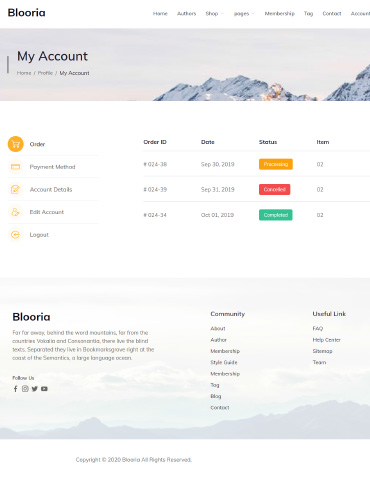 Blooria
Home Authors Shop pages Membership Tag Contact Account
My Account
Home / Profile / My Account
Order
Payment Method
Account Details
Edit Account
Logout
Order ID Date Status Item
# 024-38 Sep 30, 2019 Processing 02
# 024-39 Sep 31, 2019 Cancelled 02
# 024-34 Oct 01, 2019 Completed 02
Blooria
Far far away, behind the word mountains, far from the
countries Vokalia and Consonantia, there live the blind
texts. Separated they live in Bookmarksgrove right at the
coast of the Semantics, a large language ocean.
Follow Us
Community
About
Author
Membership
Style Guide
Membership
Tag
Blog
Contact
Useful Link
FAQ
Help Center
Sitemap
Team
Copyright © 2020 Blooria All Rights Reserved.